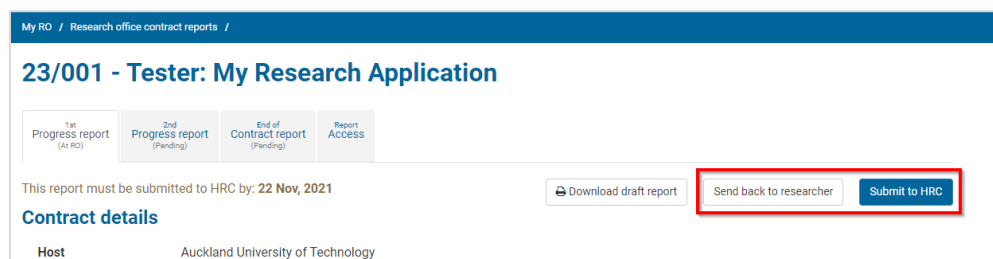 My RO / Research office contract reports /
23/001 - Tester: My Research Application
1st
Progress report
(At RO)
2nd
Progress report
(Pending)
End of
Contract report
(Pending)
Report
Access
This report must be submitted to HRC by: 22 Nov, 2021
Download draft report
Send back to researcher
Submit to HRC
Contract details
Host Auckland University of Technology